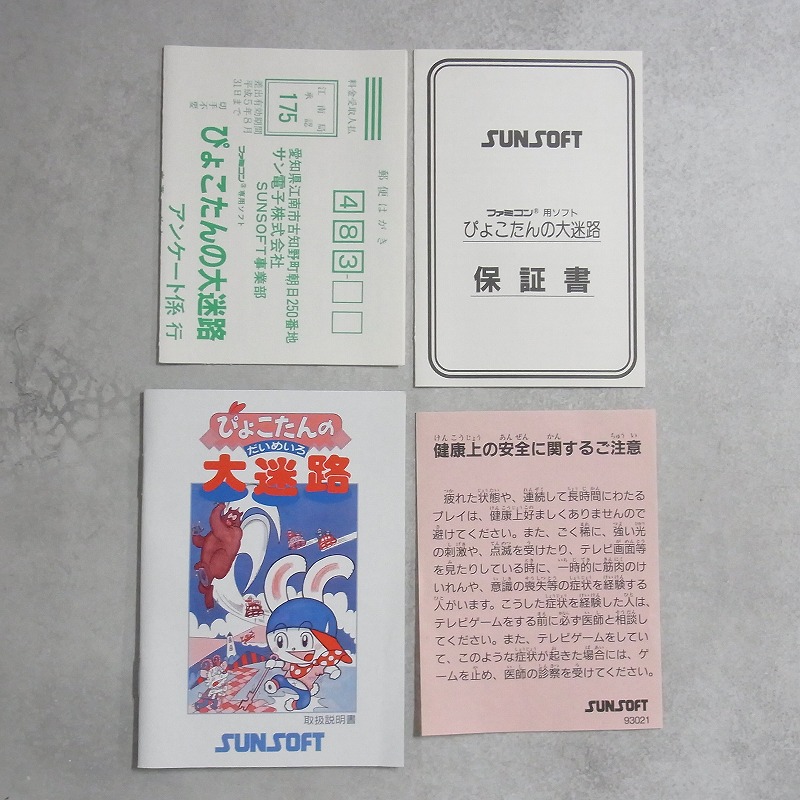 料金受取人払
江南局
承認
175
差出有効期間
平成5年8月
31日まで
切手
不要
郵便はがき
483-
愛知県江南市古知野町朝日250番地
サン電子株式会社
SUNSOFT事業部
ファミコン®専用ソフト
ぴょこたんの大迷路
アンケート係 行
SUNSOFT
ファミコン®用ソフト
ぴょこたんの大迷路
保証書
ぴょこたんの
だいめいろ
大迷路
取扱説明書
SUNSOFT
けんこうじょう あんぜん かん ちゅうい
健康上の安全に関するご注意
疲れた状態や、連続して長時間にわたる
プレイは、健康上好ましくありませんので
避けてください。また、ごく稀に、強い光
の刺激や、点滅を受けたり、テレビ画面等
を見たりしている時に、一時的に筋肉のけ
いれんや、意識の喪失等の症状を経験する
人がいます。こうした症状を経験した人は、
テレビゲームをする前に必ず医師と相談し
てください。また、テレビゲームをしてい
て、このような症状が起きた場合には、ゲ
ームを止め、医師の診察を受けてください。
SUNSOFT
93021